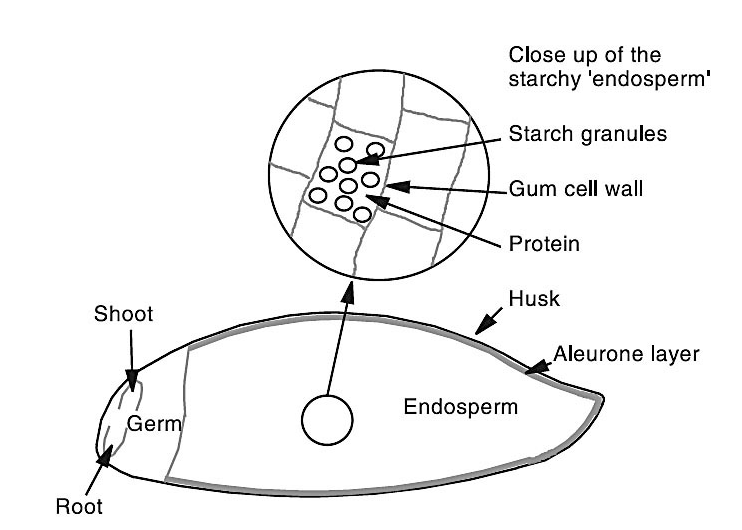 Close up of the
starchy 'endosperm'
Starch granules
Gum cell wall
Protein
Husk
Shoot
Aleurone layer
Endosperm
Germ
Root